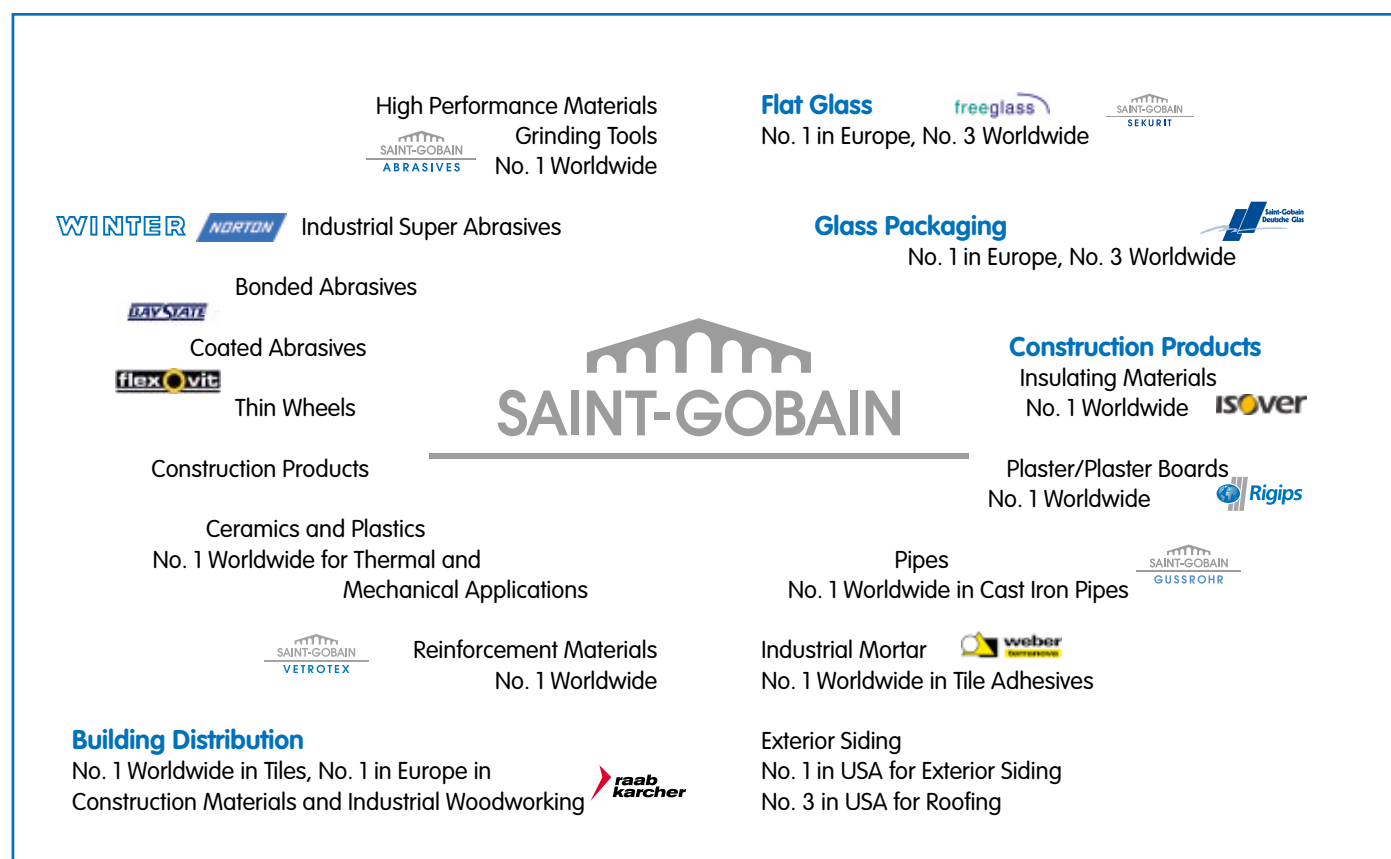 High Performance Materials
Grinding Tools
No. 1 Worldwide
SAINT-GOBAIN
ABRASIVES
WINTER
NORTON
Industrial Super Abrasives
Bonded Abrasives
BAY STATE
Coated Abrasives
flexovit
Thin Wheels
Construction Products
Ceramics and Plastics
No. 1 Worldwide for Thermal and
Mechanical Applications
SAINT-GOBAIN
VETROTEX
Reinforcement Materials
No. 1 Worldwide
Building Distribution
No. 1 Worldwide in Tiles, No. 1 in Europe in
Construction Materials and Industrial Woodworking
raab
karcher
SAINT-GOBAIN
Flat Glass
freeglass
SAINT-GOBAIN
SEKURIT
No. 1 in Europe, No. 3 Worldwide
Glass Packaging
Saint-Gobain
Deutsche Glas
No. 1 in Europe, No. 3 Worldwide
Construction Products
Insulating Materials
No. 1 Worldwide
ISOVER
Plaster/Plaster Boards
No. 1 Worldwide
Rigips
Pipes
No. 1 Worldwide in Cast Iron Pipes
SAINT-GOBAIN
GUSSROHR
Industrial Mortar
weber
terranova
No. 1 Worldwide in Tile Adhesives
Exterior Siding
No. 1 in USA for Exterior Siding
No. 3 in USA for Roofing